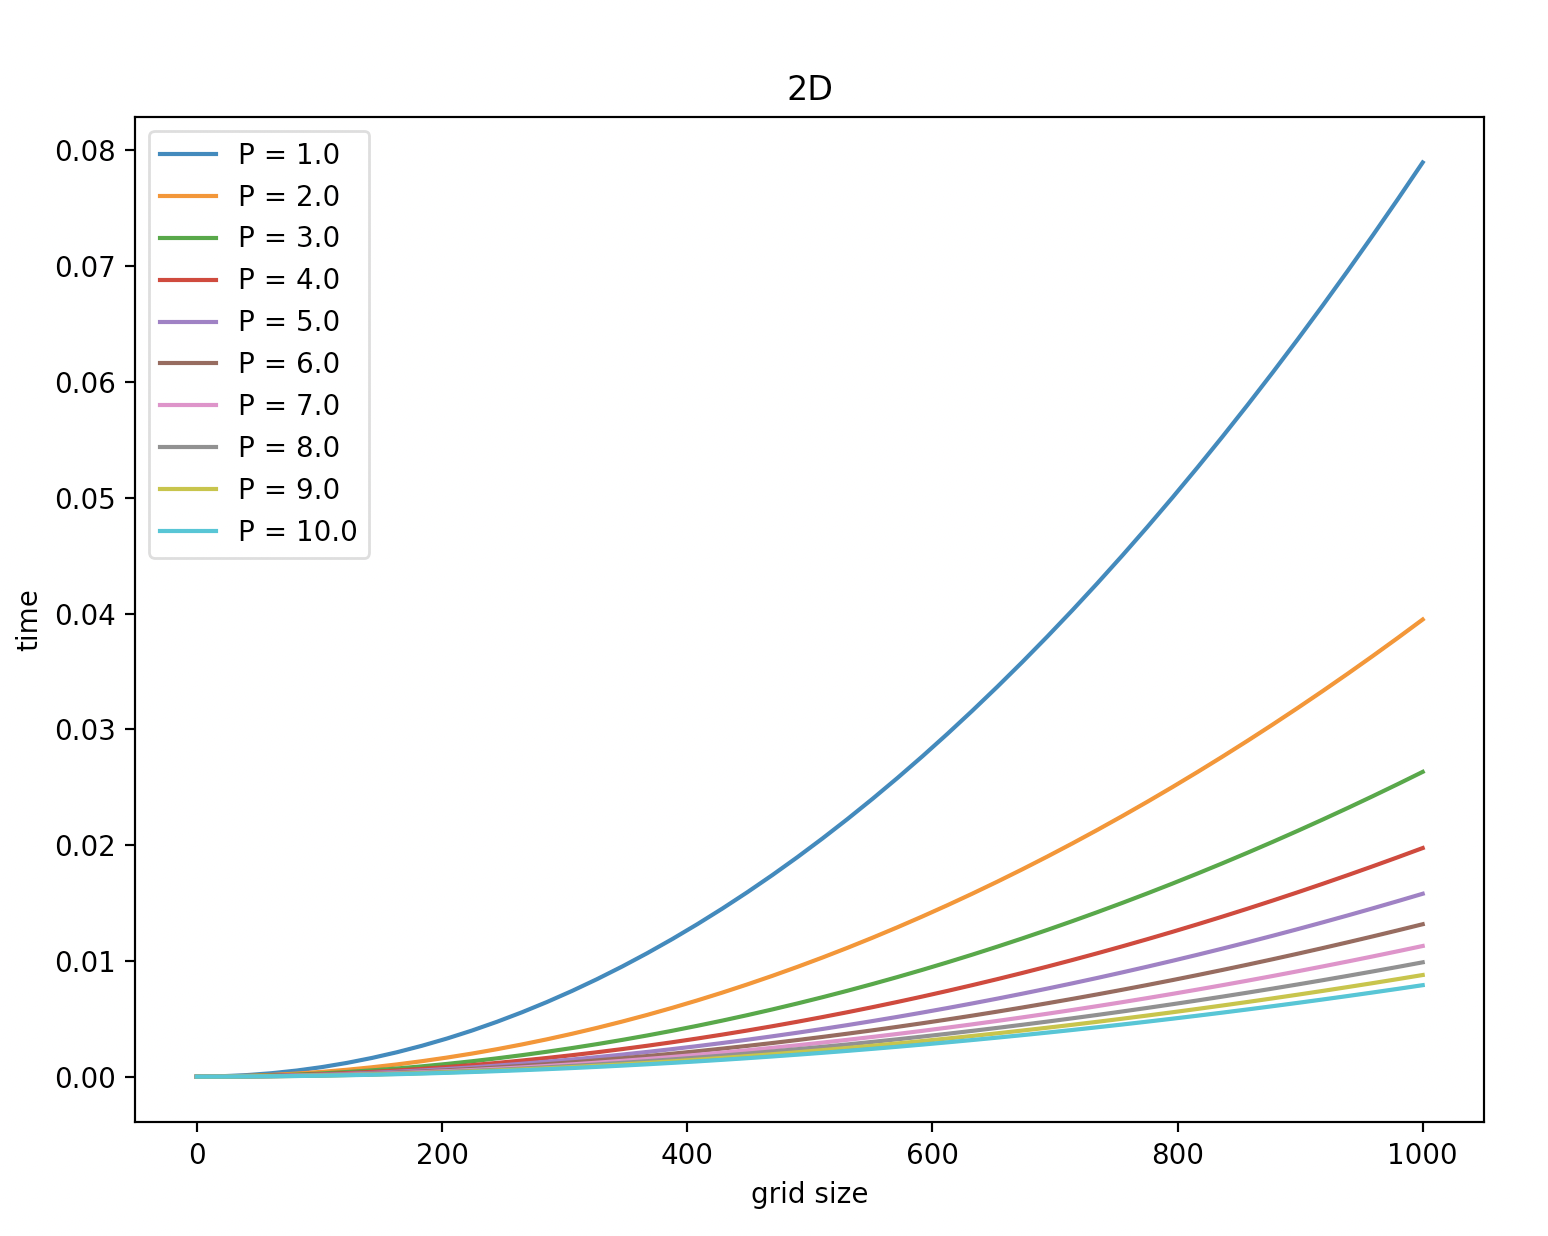 2D
0.08
0.07
0.06
0.05
0.04
0.03
0.02
0.01
0.00
time
P = 1.0
P = 2.0
P = 3.0
P = 4.0
P = 5.0
P = 6.0
P = 7.0
P = 8.0
P = 9.0
P = 10.0
0 200 400 600 800 1000
grid size